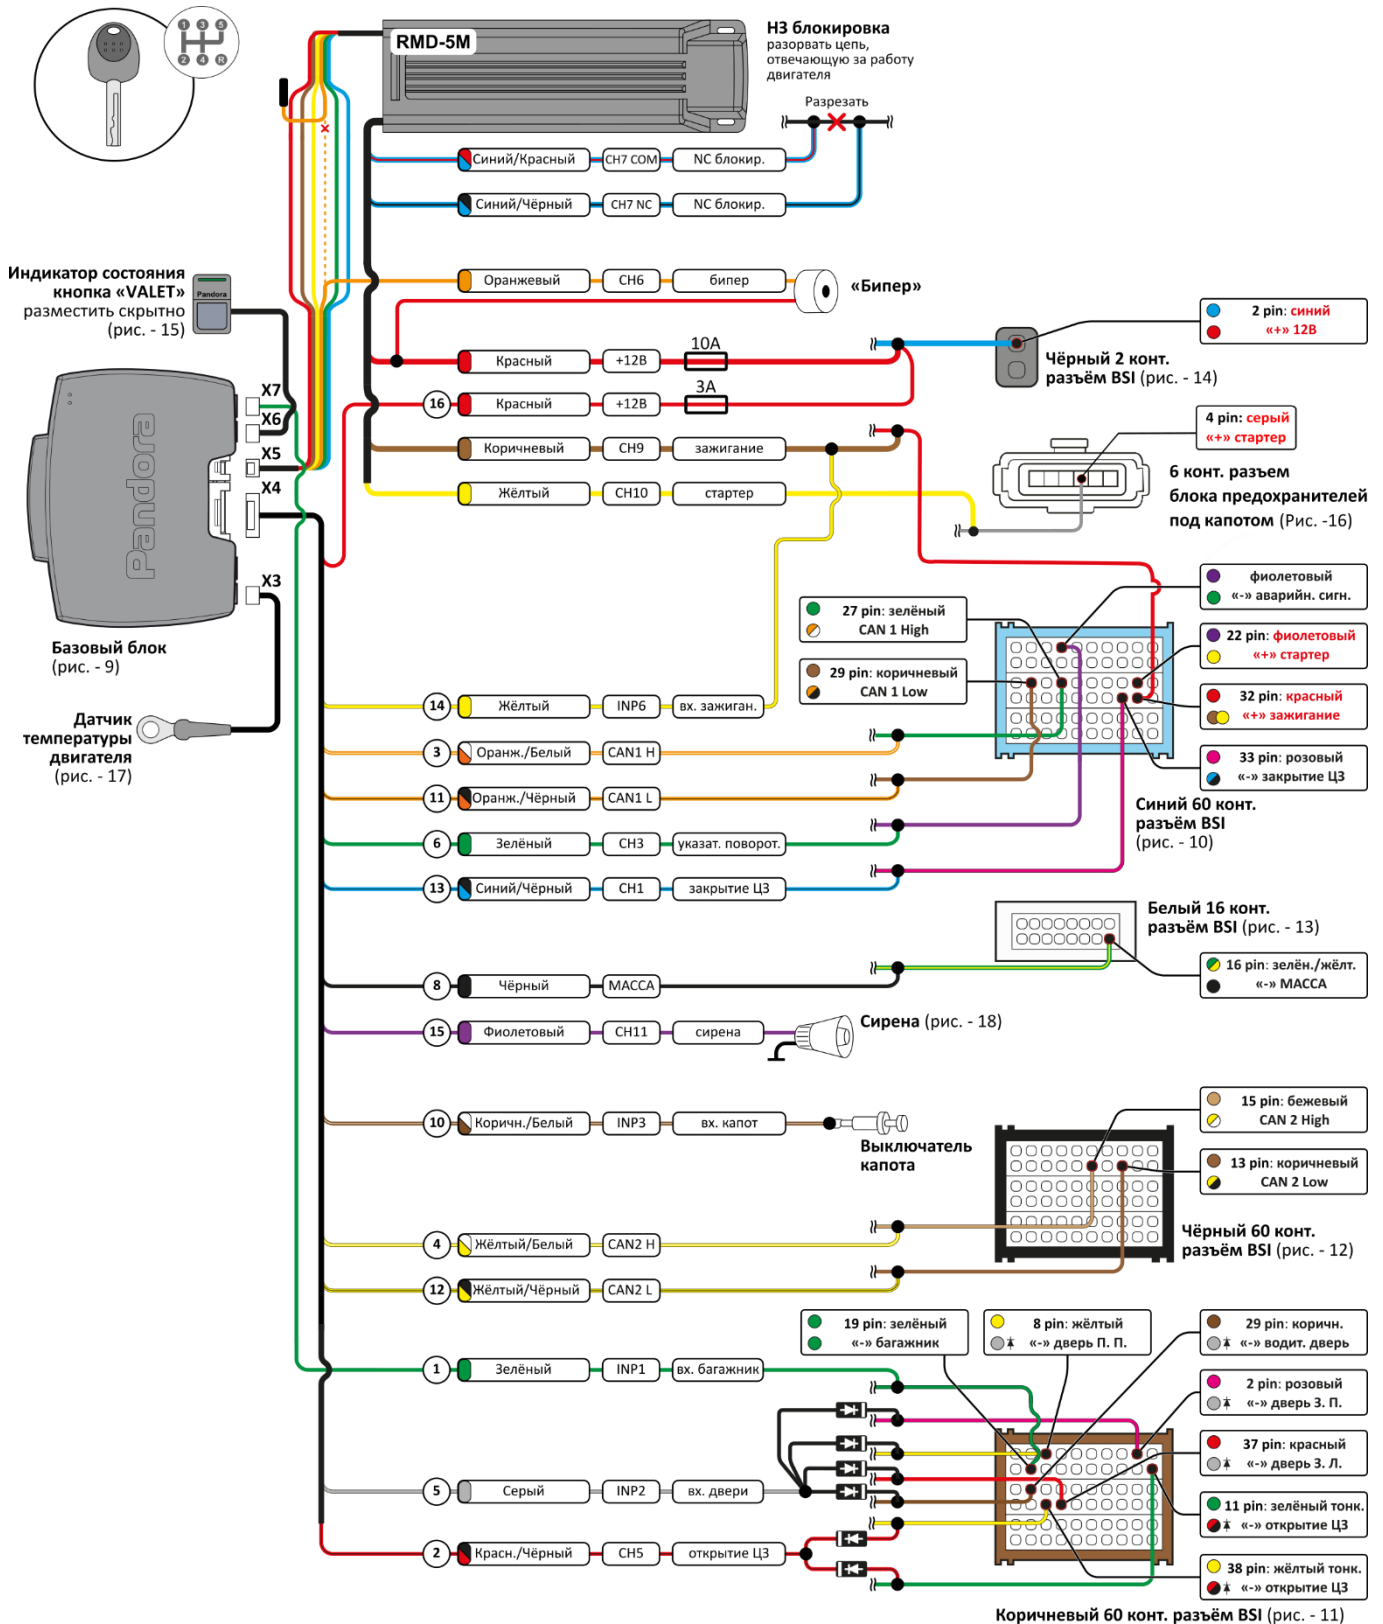 1 3 5
2 4 R
RMD-5M
НЗ блокировка
разорвать цепь,
отвечающую за работу
двигателя
Разрезать
Синий/Красный CH7 COM NC блокир.
Синий/Чёрный CH7 NC NC блокир.
Индикатор состояния
кнопка «VALET»
разместить скрытно
(рис. - 15)
Pandora
Оранжевый CH6 бипер
«Бипер»
Красный +12В 10А
16 Красный +12В 3А
Коричневый CH9 зажигание
Жёлтый CH10 стартер
2 pin: синий
«+» 12В
Чёрный 2 конт.
разъём BSI (рис. - 14)
4 pin: серый
«+» стартер
6 конт. разъем
блока предохранителей
под капотом (Рис. -16)
X7
X6
X5
X4
X3
Pandora
Базовый блок
(рис. - 9)
Датчик
температуры
двигателя
(рис. - 17)
27 pin: зелёный
CAN 1 High
29 pin: коричневый
CAN 1 Low
фиолетовый
«-» аварийн. сигн.
22 pin: фиолетовый
«+» стартер
32 pin: красный
«+» зажигание
33 pin: розовый
«-» закрытие ЦЗ
Синий 60 конт.
разъём BSI
(рис. - 10)
14 Жёлтый INP6 вх. зажиган.
3 Оранж./Белый CAN1 H
11 Оранж./Чёрный CAN1 L
6 Зелёный CH3 указат. поворот.
13 Синий/Чёрный CH1 закрытие ЦЗ
Белый 16 конт.
разъём BSI (рис. - 13)
16 pin: зелён./жёлт.
«-» МАССА
8 Чёрный МАССА
15 Фиолетовый CH11 сирена
Сирена (рис. - 18)
10 Коричн./Белый INP3 вх. капот
Выключатель
капота
15 pin: бежевый
CAN 2 High
13 pin: коричневый
CAN 2 Low
Чёрный 60 конт.
разъём BSI (рис. - 12)
4 Жёлтый/Белый CAN2 H
12 Жёлтый/Чёрный CAN2 L
19 pin: зелёный
«-» багажник
8 pin: жёлтый
«-» дверь П. П.
29 pin: коричн.
«-» водит. дверь
2 pin: розовый
«-» дверь З. П.
37 pin: красный
«-» дверь З. Л.
11 pin: зелёный тонк.
«-» открытие ЦЗ
38 pin: жёлтый тонк.
«-» открытие ЦЗ
1 Зелёный INP1 вх. багажник
5 Серый INP2 вх. двери
2 Красн./Чёрный CH5 открытие ЦЗ
Коричневый 60 конт. разъём BSI (рис. - 11)